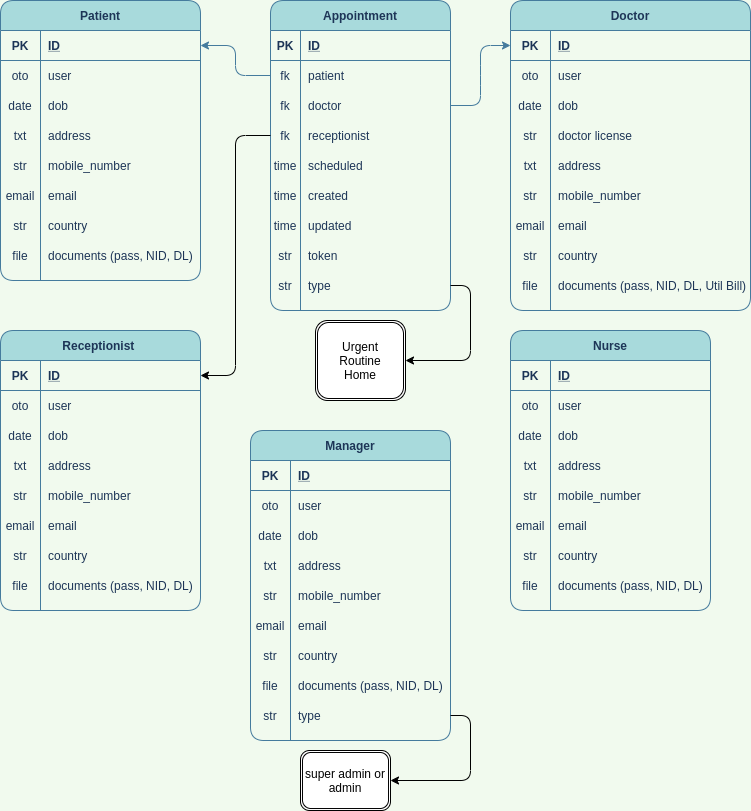 Patient
PK ID
oto user
date dob
txt address
str mobile_number
email email
str country
file documents (pass, NID, DL)
Appointment
PK ID
fk patient
fk doctor
fk receptionist
time scheduled
time created
time updated
str token
str type
Doctor
PK ID
oto user
date dob
str doctor license
txt address
str mobile_number
email email
str country
file documents (pass, NID, DL, Util Bill)
Urgent
Routine
Home
Receptionist
PK ID
oto user
date dob
txt address
str mobile_number
email email
str country
file documents (pass, NID, DL)
Manager
PK ID
oto user
date dob
txt address
str mobile_number
email email
str country
file documents (pass, NID, DL)
str type
Nurse
PK ID
oto user
date dob
txt address
str mobile_number
email email
str country
file documents (pass, NID, DL)
super admin or
admin